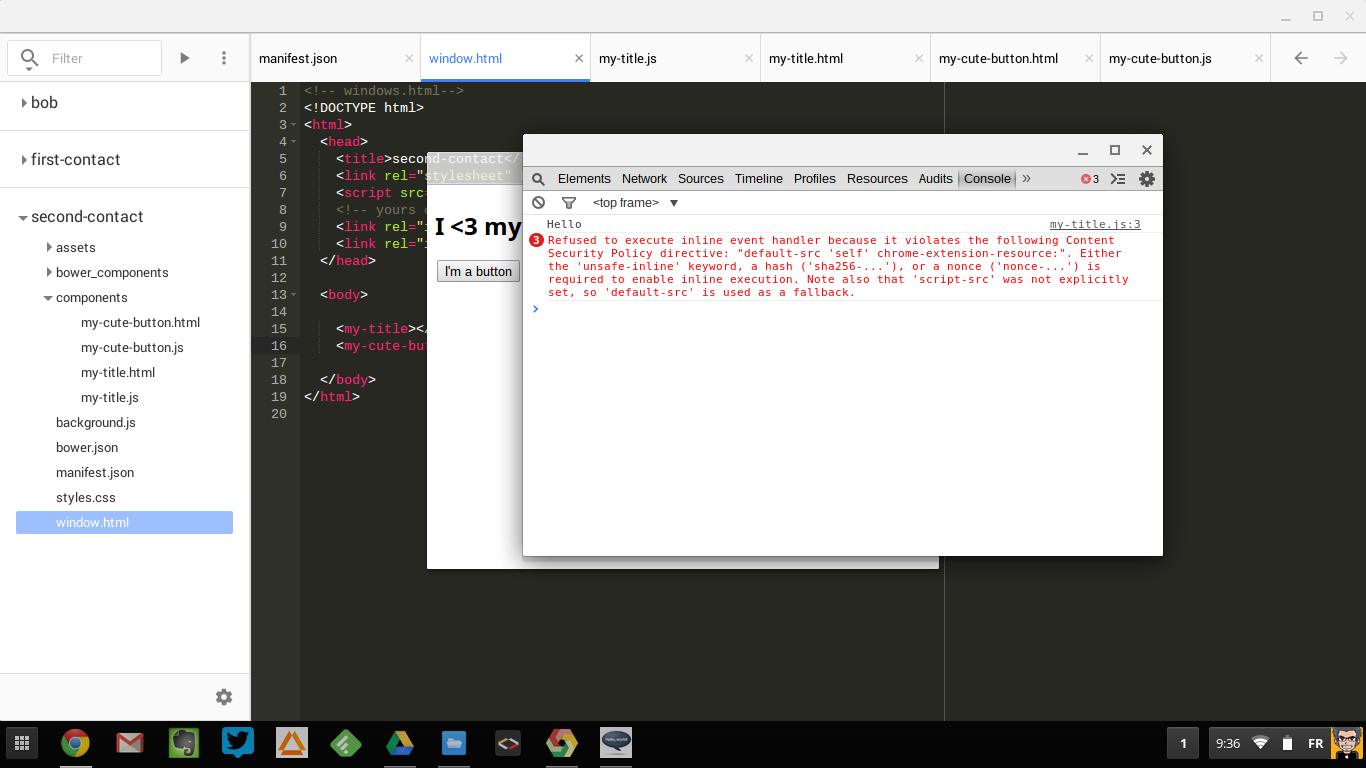 Filter
manifest.json
window.html
my-title.js
my-title.html
my-cute-button.html
my-cute-button.js
bob
first-contact
second-contact
assets
bower_components
components
my-cute-button.html
my-cute-button.js
my-title.html
my-title.js
background.js
bower.json
manifest.json
styles.css
window.html
1 <!-- windows.html-->
2 <!DOCTYPE html>
3 <html>
4 <head>
5 <title>second-contact</
6 <link rel="stylesheet"
7 <script src
8 <!-- yours
9 <link rel="
10 <link rel="
11 </head>
12
13 <body>
14
15 <my-title></
16 <my-cute-bu
17
18 </body>
19 </html>
20
I <3 my
I'm a button
Elements Network Sources Timeline Profiles Resources Audits Console » 3
<top frame> ▼
Hello my-title.js:3
3 Refused to execute inline event handler because it violates the following Content
Security Policy directive: "default-src 'self' chrome-extension-resource:". Either
the 'unsafe-inline' keyword, a hash ('sha256-...'), or a nonce ('nonce-...') is
required to enable inline execution. Note also that 'script-src' was not explicitly
set, so 'default-src' is used as a fallback.
>
Hello, world!
1
9:36
FR